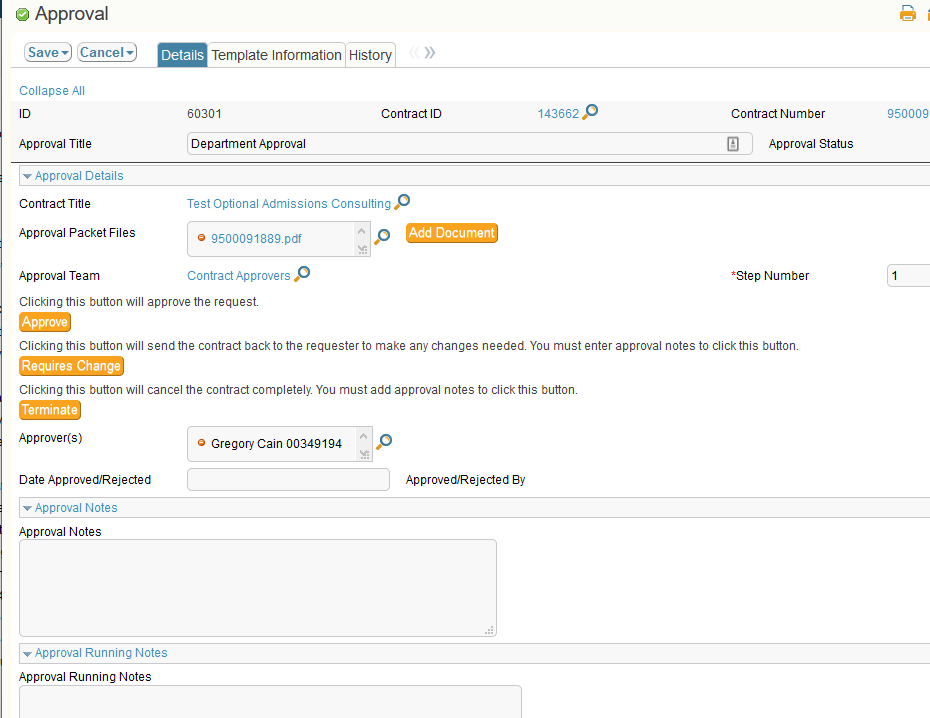 Approval
Save Cancel Details Template Information History
Collapse All
ID 60301 Contract ID 143662 Contract Number 950009
Approval Title Department Approval Approval Status
Approval Details
Contract Title Test Optional Admissions Consulting
Approval Packet Files 9500091889.pdf Add Document
Approval Team Contract Approvers *Step Number 1
Clicking this button will approve the request.
Approve
Clicking this button will send the contract back to the requester to make any changes needed. You must enter approval notes to click this button.
Requires Change
Clicking this button will cancel the contract completely. You must add approval notes to click this button.
Terminate
Approver(s) Gregory Cain 00349194
Date Approved/Rejected Approved/Rejected By
Approval Notes
Approval Notes
Approval Running Notes
Approval Running Notes